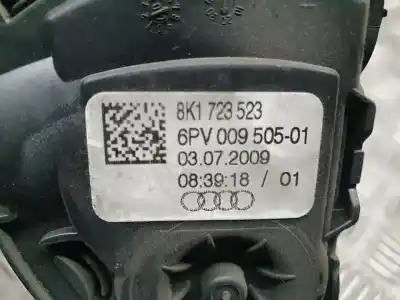 8K1 723 523
6PV 009 505-01
03.07.2009
08:39:18 / 01